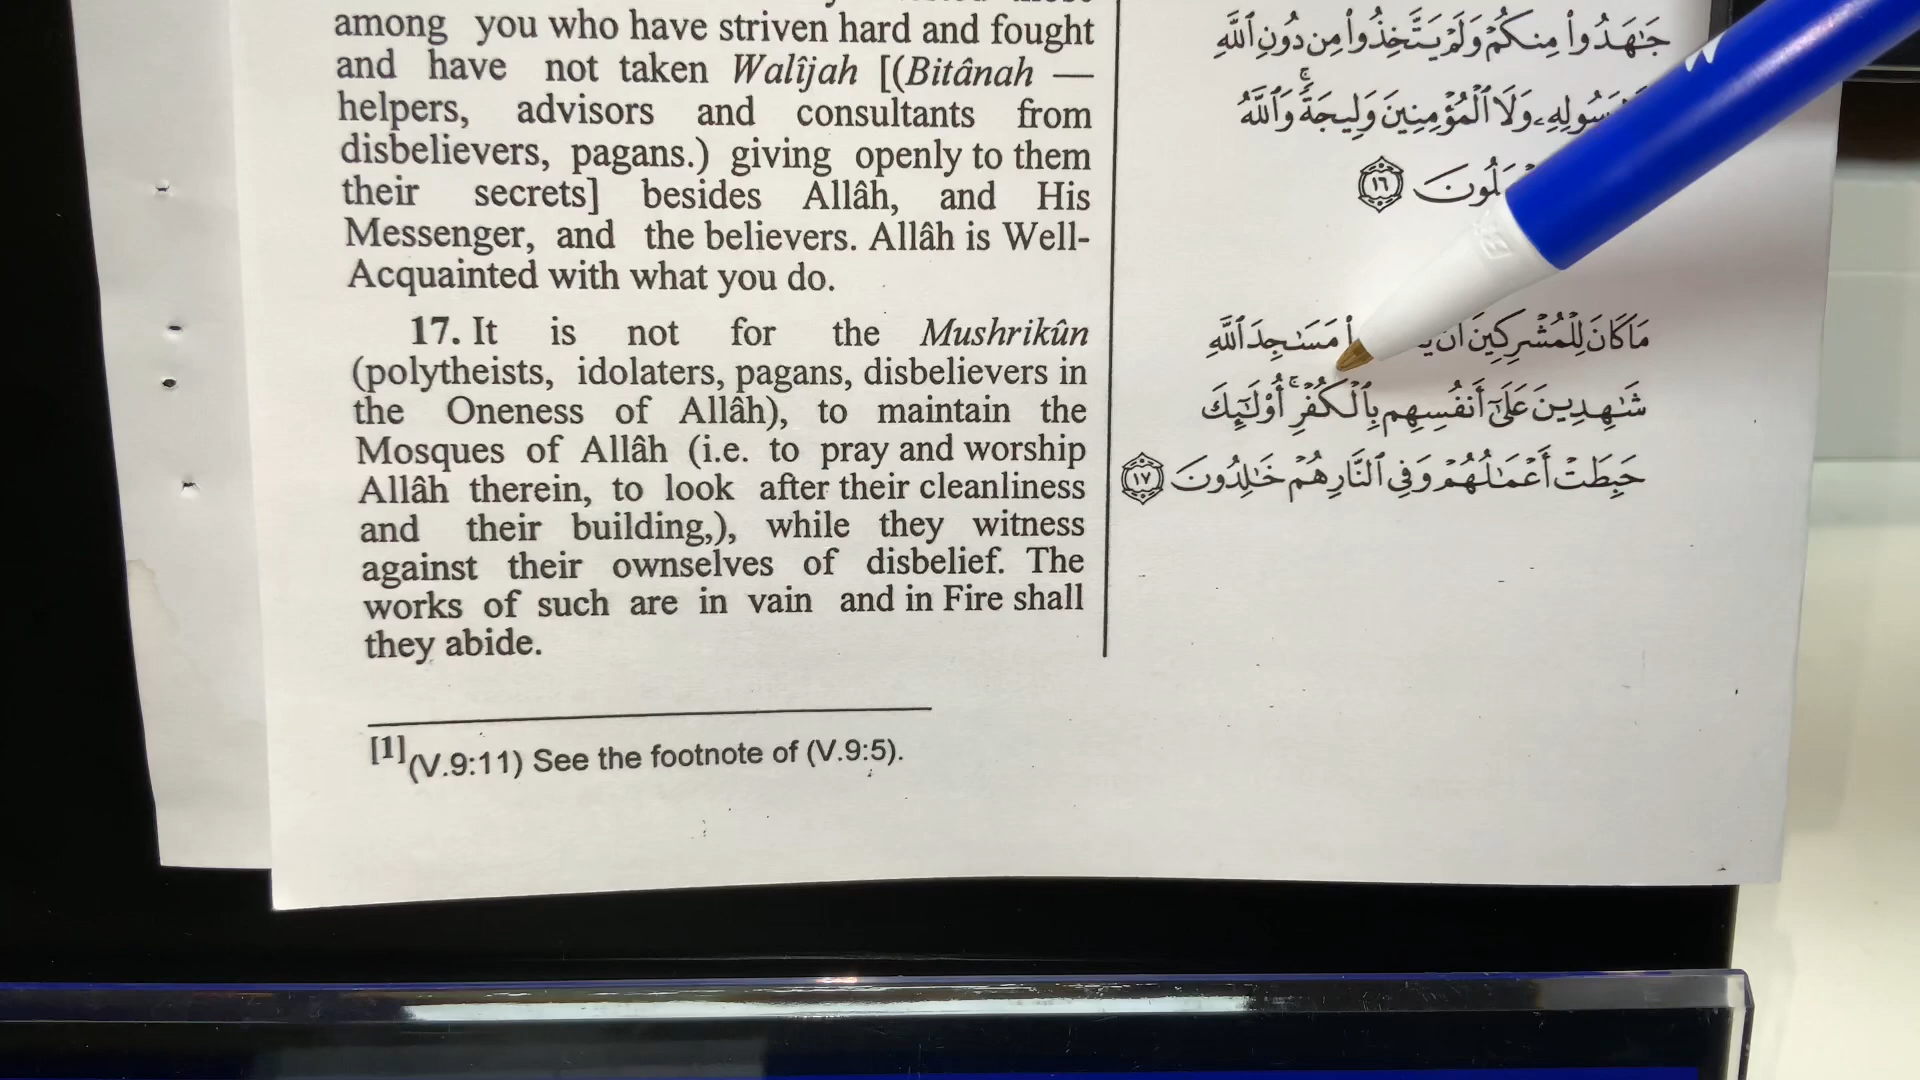 among you who have striven hard and fought
and have not taken Walîjah [(Bitânah —
helpers, advisors and consultants from
disbelievers, pagans.) giving openly to them
their secrets] besides Allâh, and His
Messenger, and the believers. Allâh is Well-
Acquainted with what you do.
17. It is not for the Mushrikûn
(polytheists, idolaters, pagans, disbelievers in
the Oneness of Allâh), to maintain the
Mosques of Allâh (i.e. to pray and worship
Allâh therein, to look after their cleanliness
and their building,), while they witness
against their ownselves of disbelief. The
works of such are in vain and in Fire shall
they abide.
[1](V.9:11) See the footnote of (V.9:5).
جَٰهَدُوا۟ مِنكُمْ وَلَمْ يَتَّخِذُوا۟ مِن دُونِ ٱللَّهِ
وَلَا ٱلْمُؤْمِنِينَ وَلِيجَةً ۚ وَٱللَّهُ
١٦
مَا كَانَ لِلْمُشْرِكِينَ أَن مَسَٰجِدَ ٱللَّهِ
شَٰهِدِينَ عَلَىٰٓ أَنفُسِهِم بِٱلْكُفْرِ ۚ أُو۟لَٰٓئِكَ
حَبِطَتْ أَعْمَٰلُهُمْ وَفِى ٱلنَّارِ هُمْ خَٰلِدُونَ ١٧